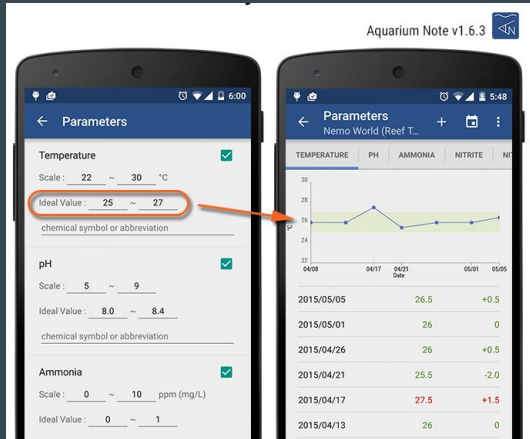 Aquarium Note v1.6.3
6:00
Parameters
Temperature
Scale : 22 ~ 30 °C
Ideal Value : 25 ~ 27
chemical symbol or abbreviation
pH
Scale : 5 ~ 9
Ideal Value : 8.0 ~ 8.4
chemical symbol or abbreviation
Ammonia
Scale : 0 ~ 10 ppm (mg/L)
Ideal Value : 0 ~ 1
5:48
Parameters
Nemo World (Reef T...
TEMPERATURE PH AMMONIA NITRITE
30
28
26
24
22
04/08 04/17 04/21 05/01 05/05
Date
2015/05/05 26.5 +0.5
2015/05/01 26 0
2015/04/26 26 +0.5
2015/04/21 25.5 -2.0
2015/04/17 27.5 +1.5
2015/04/13 26 0